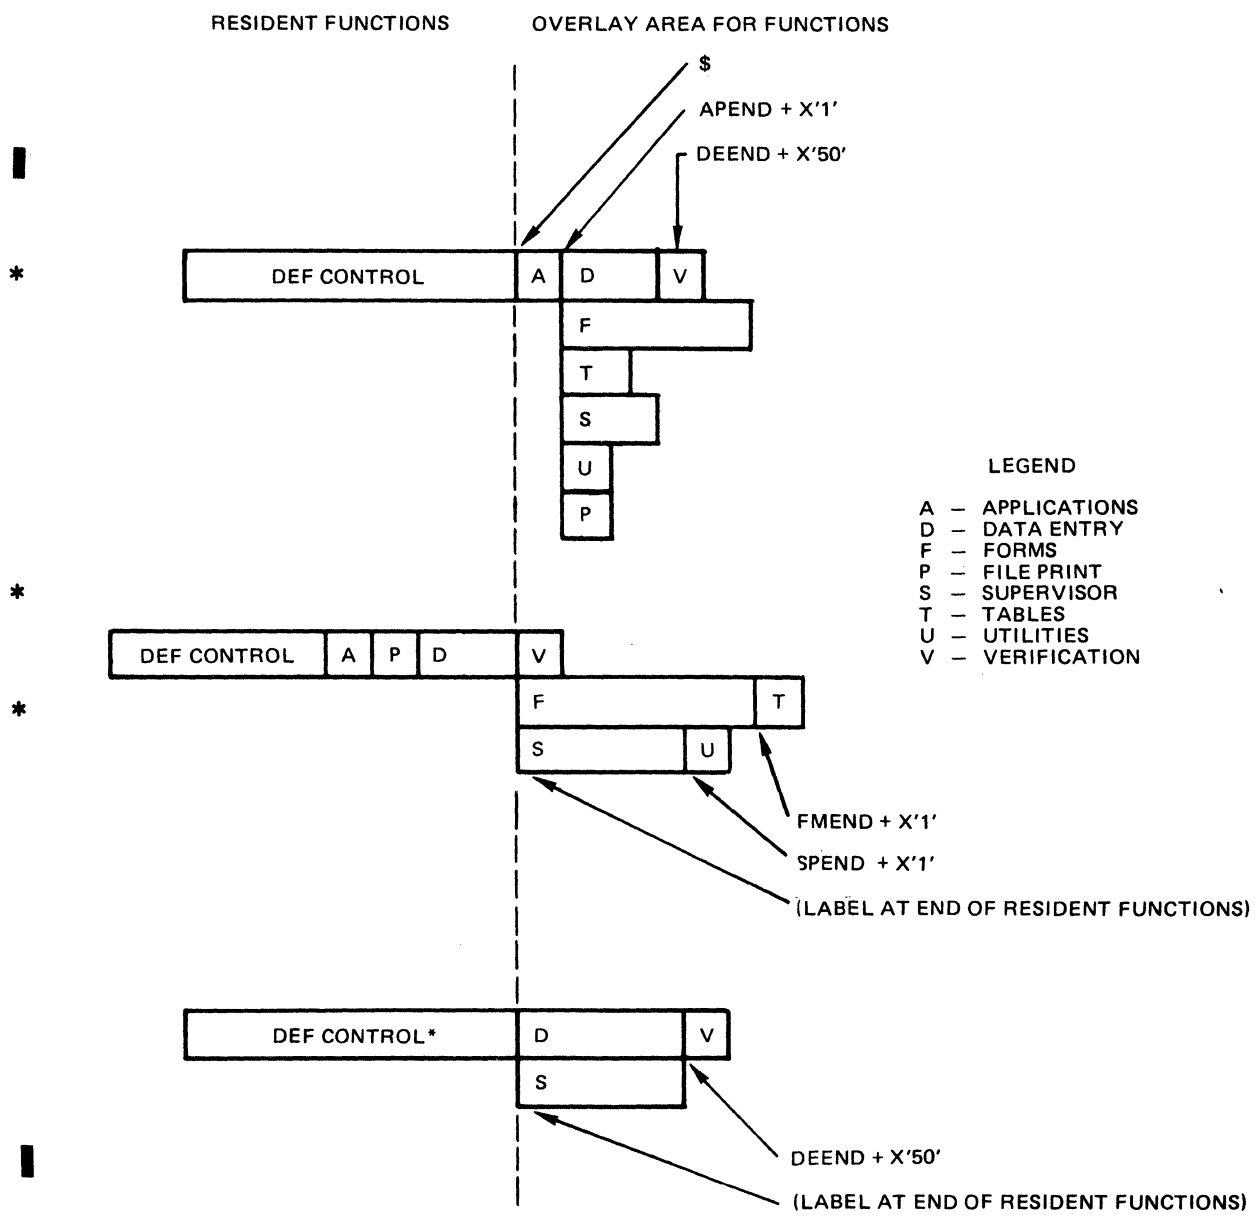 RESIDENT FUNCTIONS OVERLAY AREA FOR FUNCTIONS
$
APEND + X'1'
DEEND + X'50'
* DEF CONTROL A D V
F
T
S
U
P
LEGEND
A — APPLICATIONS
D — DATA ENTRY
F — FORMS
P — FILE PRINT
S — SUPERVISOR
T — TABLES
U — UTILITIES
V — VERIFICATION
*
DEF CONTROL A P D V
* F T
S U
FMEND + X'1'
SPEND + X'1'
(LABEL AT END OF RESIDENT FUNCTIONS)
DEF CONTROL* D V
S
DEEND + X'50'
(LABEL AT END OF RESIDENT FUNCTIONS)